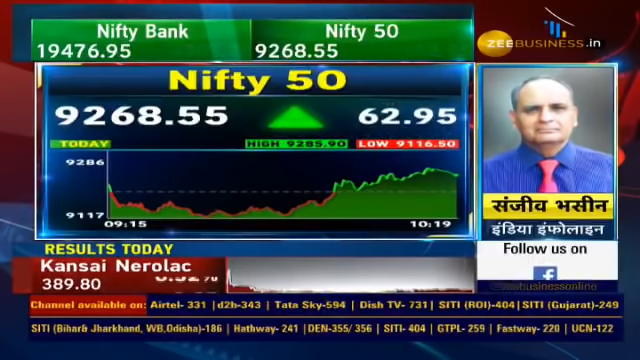 Nifty Bank
19476.95
Nifty 50
9268.55
ZEEBUSINESS.in
Nifty 50
9268.55
62.95
TODAY
HIGH 9285.90
LOW 9116.50
9286
9117
09:15
10:19
संजीव भसीन
इंडिया इंफोलाइन
RESULTS TODAY
Kansai Nerolac
389.80
Follow us on
Channel available on: Airtel- 331 | d2h-343 | Tata Sky-594 | Dish TV- 731| SITI (ROI)-404| SITI (Gujarat)-249
SITI (Bihar& Jharkhand, WB,Odisha)-186 | Hathway- 241 |DEN-355/ 356 | SITI- 404 | GTPL- 259 | Fastway- 220 | UCN-122